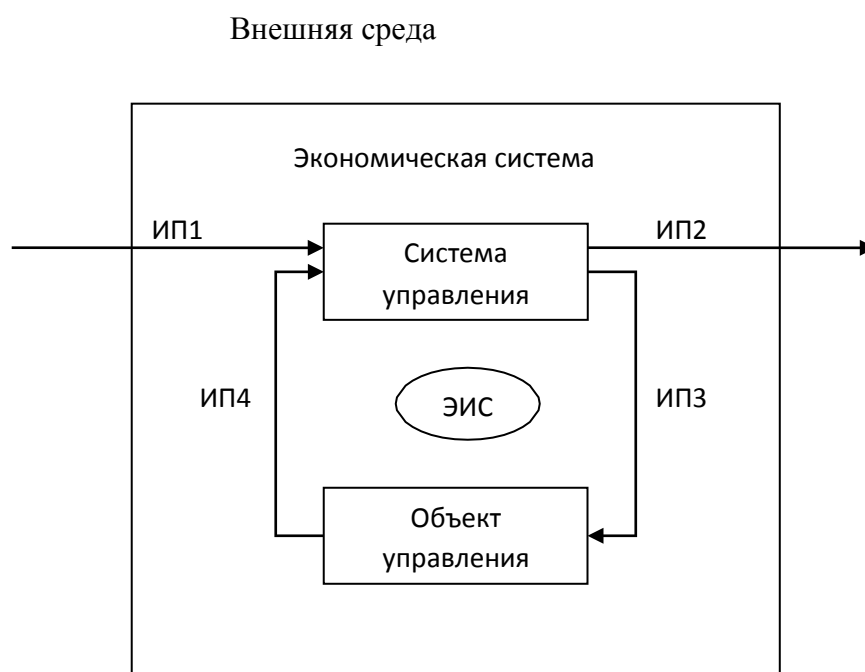 Внешняя среда
Экономическая система
ИП1
ИП2
Система
управления
ИП4
ЭИС
ИП3
Объект
управления